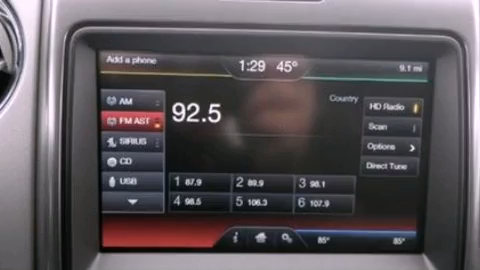 Add a phone
1:29 45°
9.1 mi
AM
FM AST
SIRIUS
CD
USB
92.5
Country
HD Radio
Scan
Options >
Direct Tune
1 87.9 2 89.9 3 98.1
4 98.5 5 106.3 6 107.9
i
85° 85°